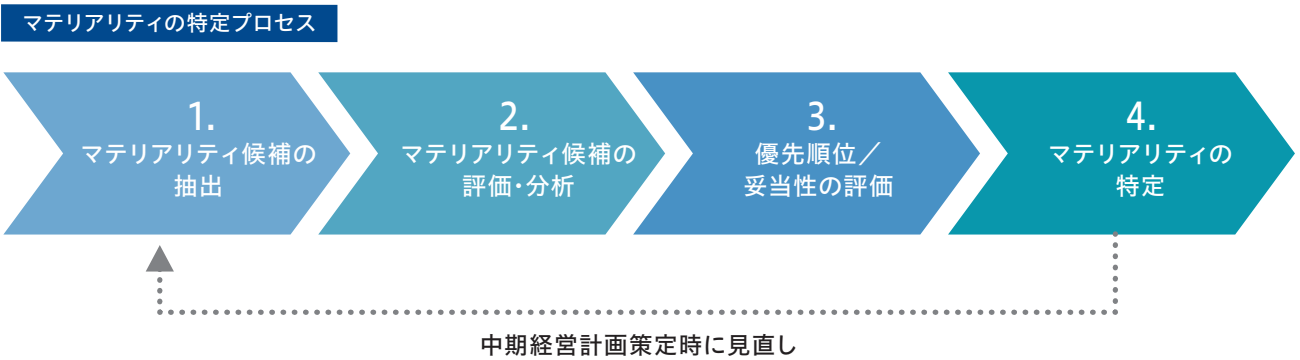 マテリアリティの特定プロセス
1.
マテリアリティ候補の
抽出
2.
マテリアリティ候補の
評価・分析
3.
優先順位／
妥当性の評価
4.
マテリアリティの
特定
中期経営計画策定時に見直し